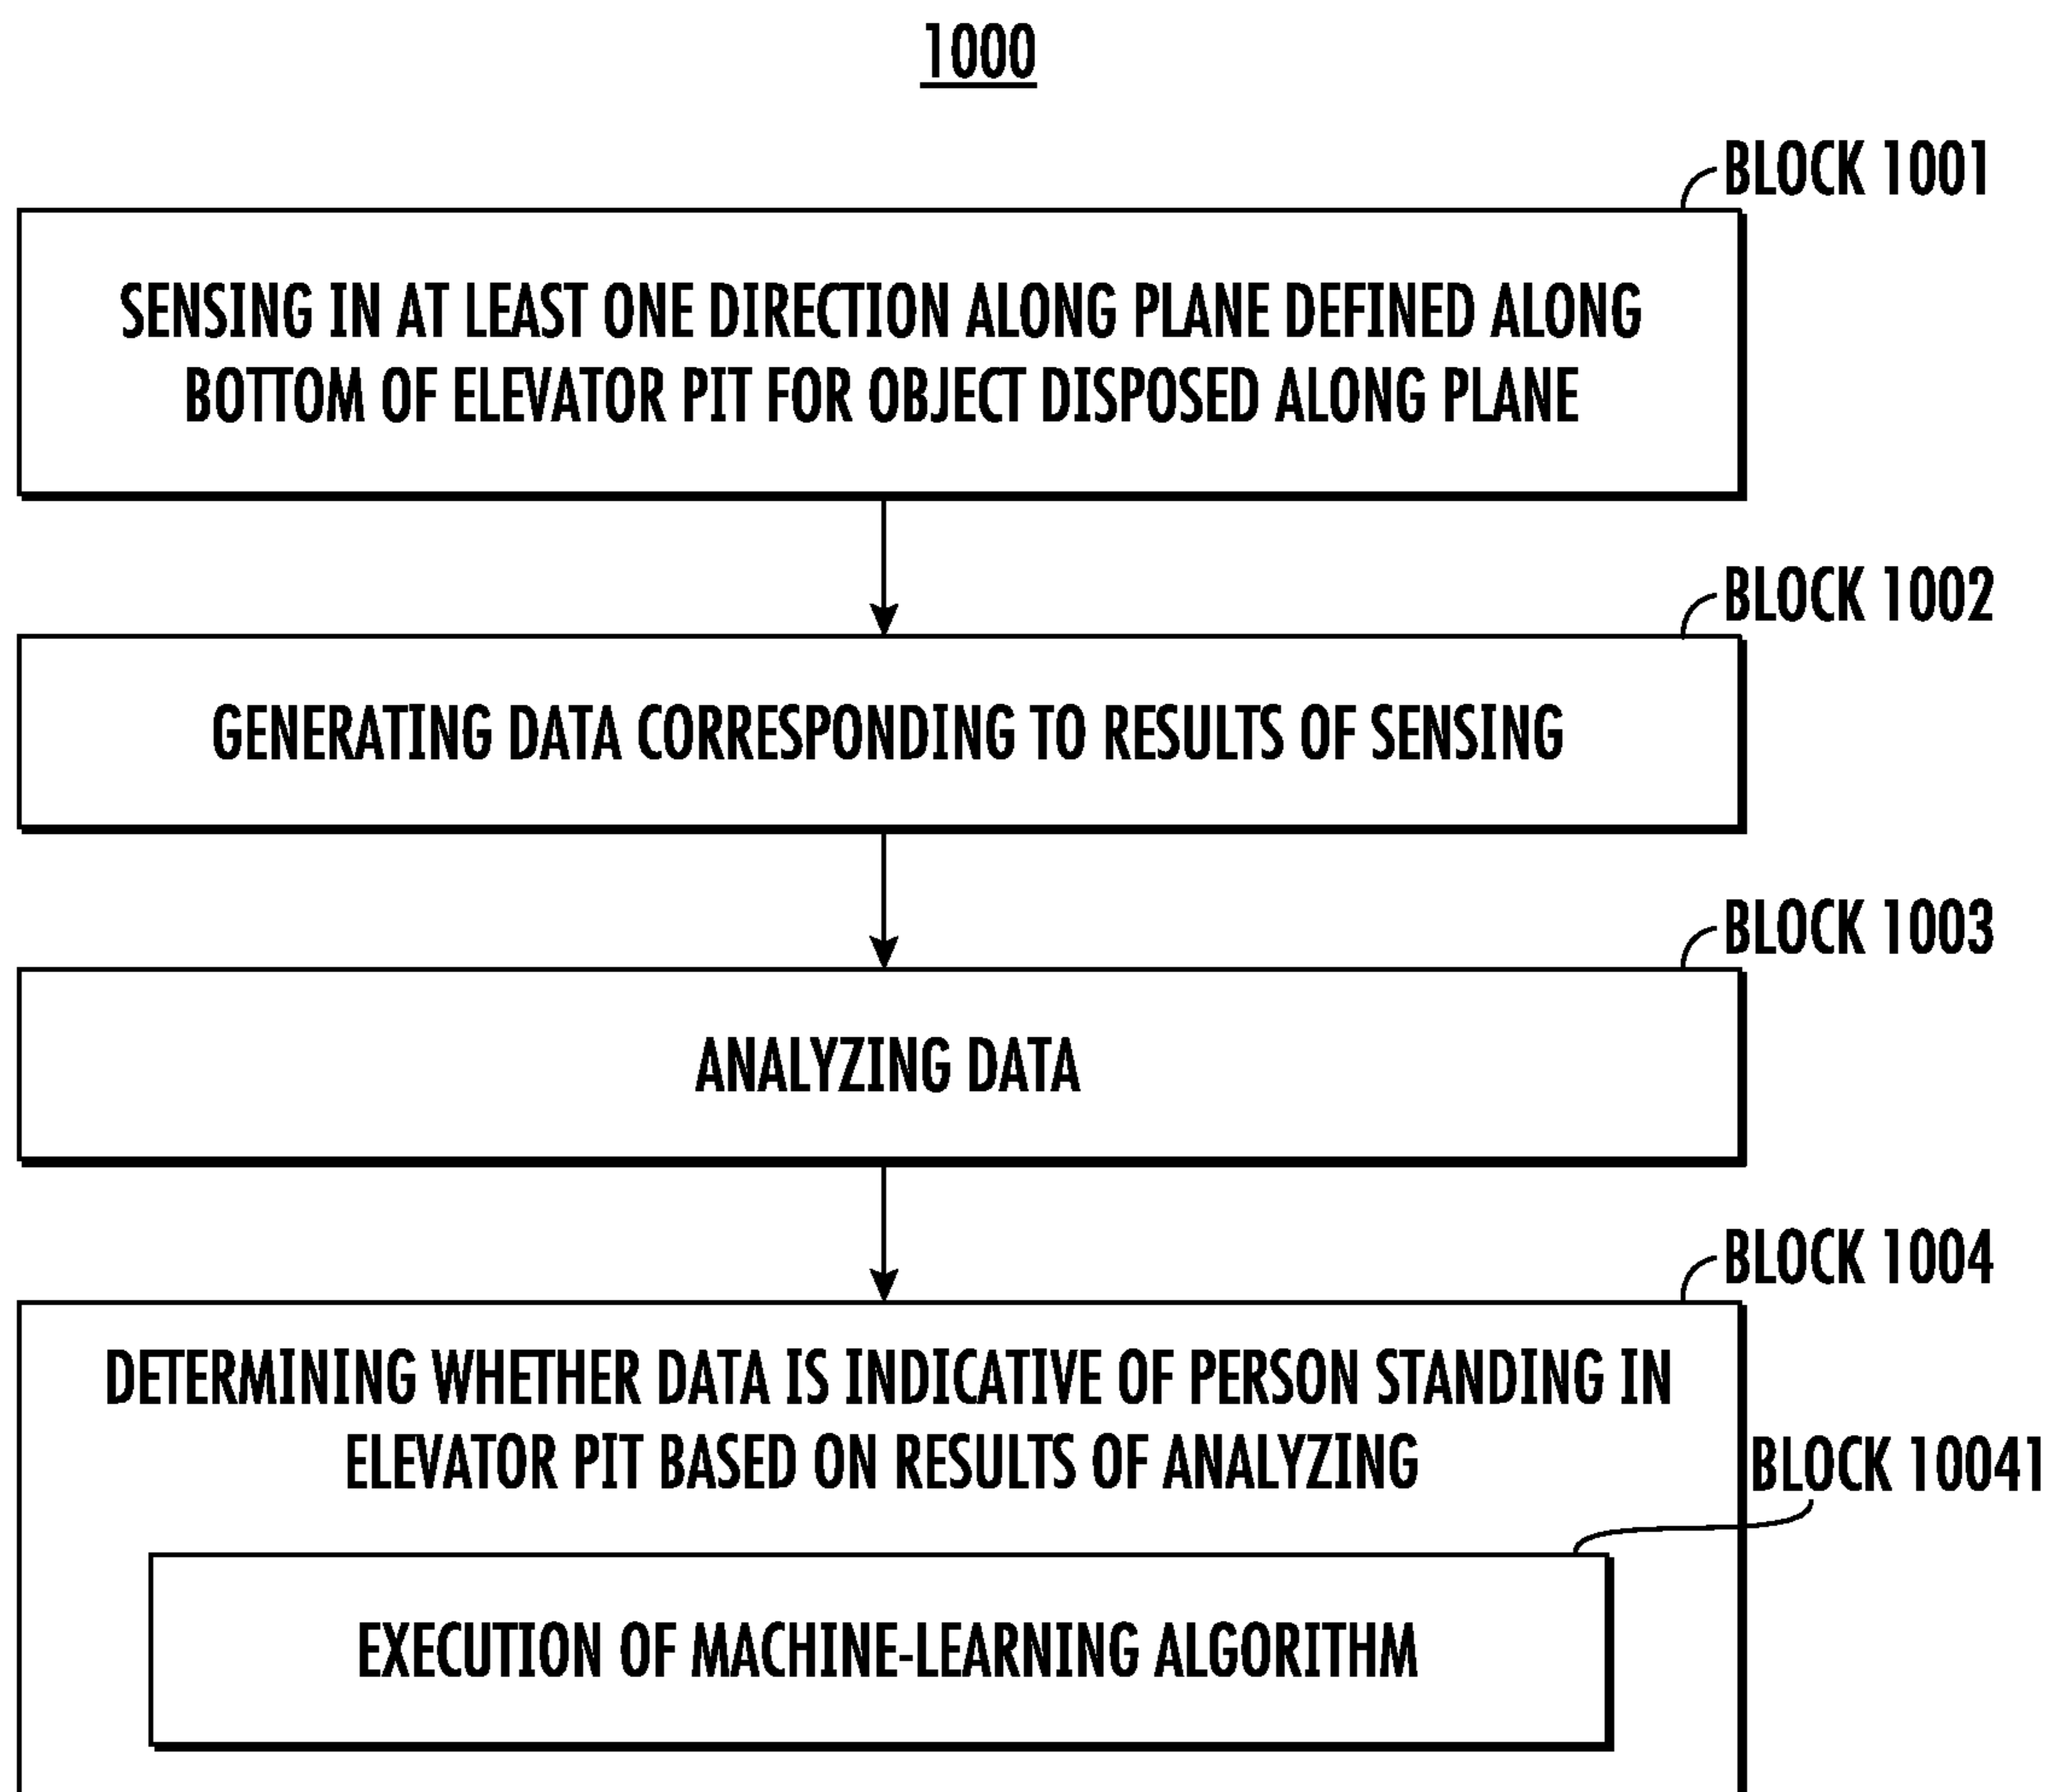 1000
BLOCK 1001
SENSING IN AT LEAST ONE DIRECTION ALONG PLANE DEFINED ALONG
BOTTOM OF ELEVATOR PIT FOR OBJECT DISPOSED ALONG PLANE
BLOCK 1002
GENERATING DATA CORRESPONDING TO RESULTS OF SENSING
BLOCK 1003
ANALYZING DATA
BLOCK 1004
DETERMINING WHETHER DATA IS INDICATIVE OF PERSON STANDING IN
ELEVATOR PIT BASED ON RESULTS OF ANALYZING
BLOCK 10041
EXECUTION OF MACHINE-LEARNING ALGORITHM